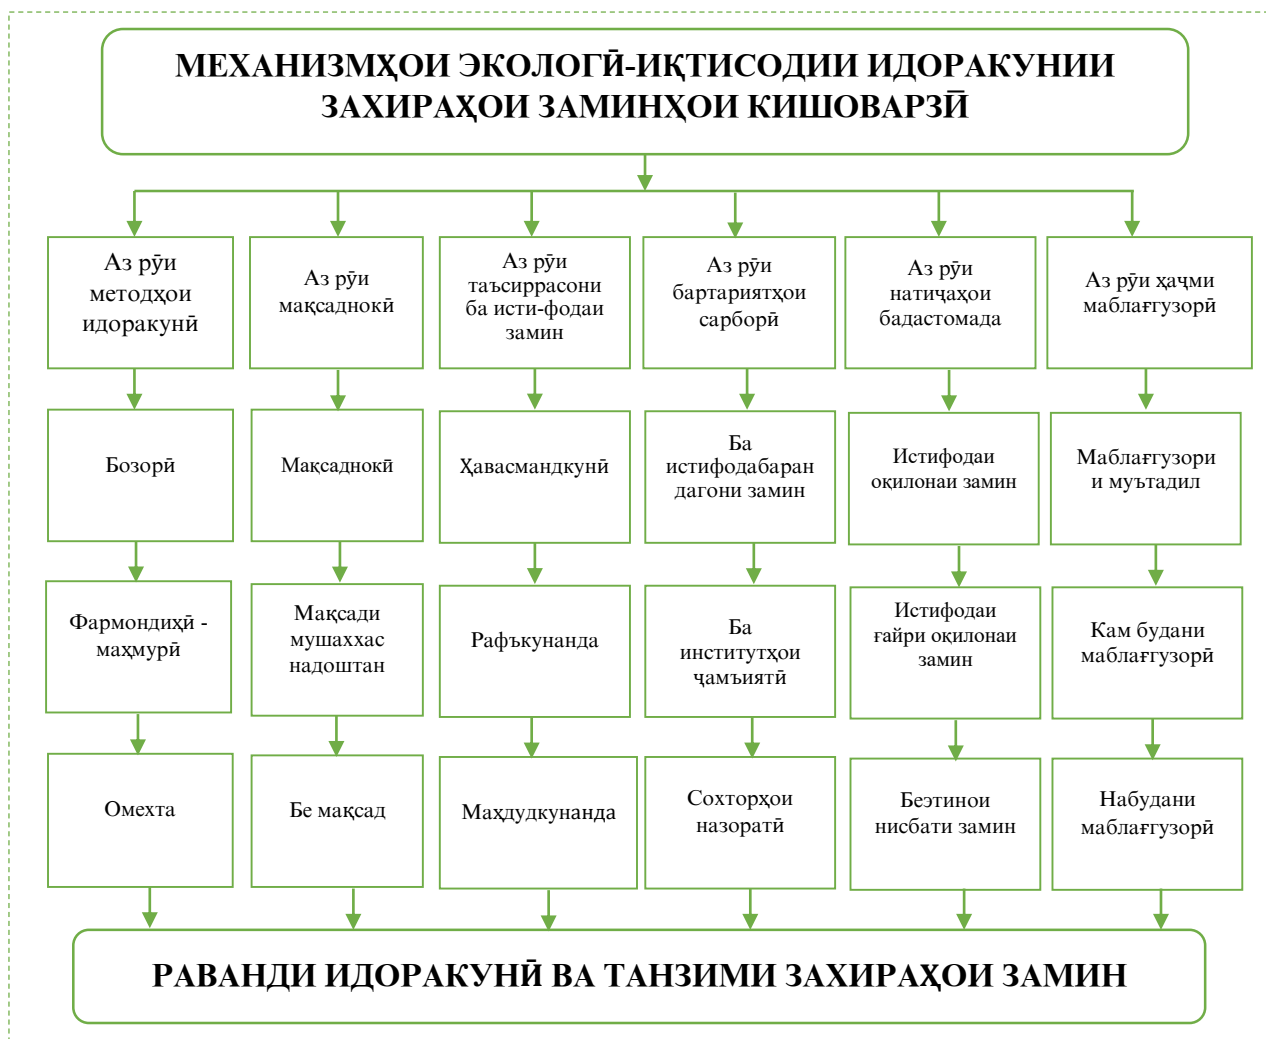 МЕХАНИЗМҲОИ ЭКОЛОГӢ-ИҚТИСОДИИ ИДОРАКУНИИ
ЗАХИРАҲОИ ЗАМИНҲОИ КИШОВАРЗӢ
Аз рӯи
методҳои
идоракунӣ
Аз рӯи
мақсаднокӣ
Аз рӯи
таъсиррасони
ба исти-фодаи
замин
Аз рӯи
бартариятҳои
сарборӣ
Аз рӯи
натиҷаҳои
бадастомада
Аз рӯи ҳаҷми
маблағгузорӣ
Бозорӣ
Мақсаднокӣ
Ҳавасмандкунӣ
Ба
истифодабаран
дагони замин
Истифодаи
оқилонаи замин
Маблағгузори
и муътадил
Фармондиҳӣ -
маҳмурӣ
Мақсади
мушаххас
надоштан
Рафъкунанда
Ба
институтҳои
ҷамъиятӣ
Истифодаи
ғайри оқилонаи
замин
Кам будани
маблағгузорӣ
Омехта
Бе мақсад
Маҳдудкунанда
Сохторҳои
назоратӣ
Беэтинои
нисбати замин
Набудани
маблағгузорӣ
РАВАНДИ ИДОРАКУНӢ ВА ТАНЗИМИ ЗАХИРАҲОИ ЗАМИН